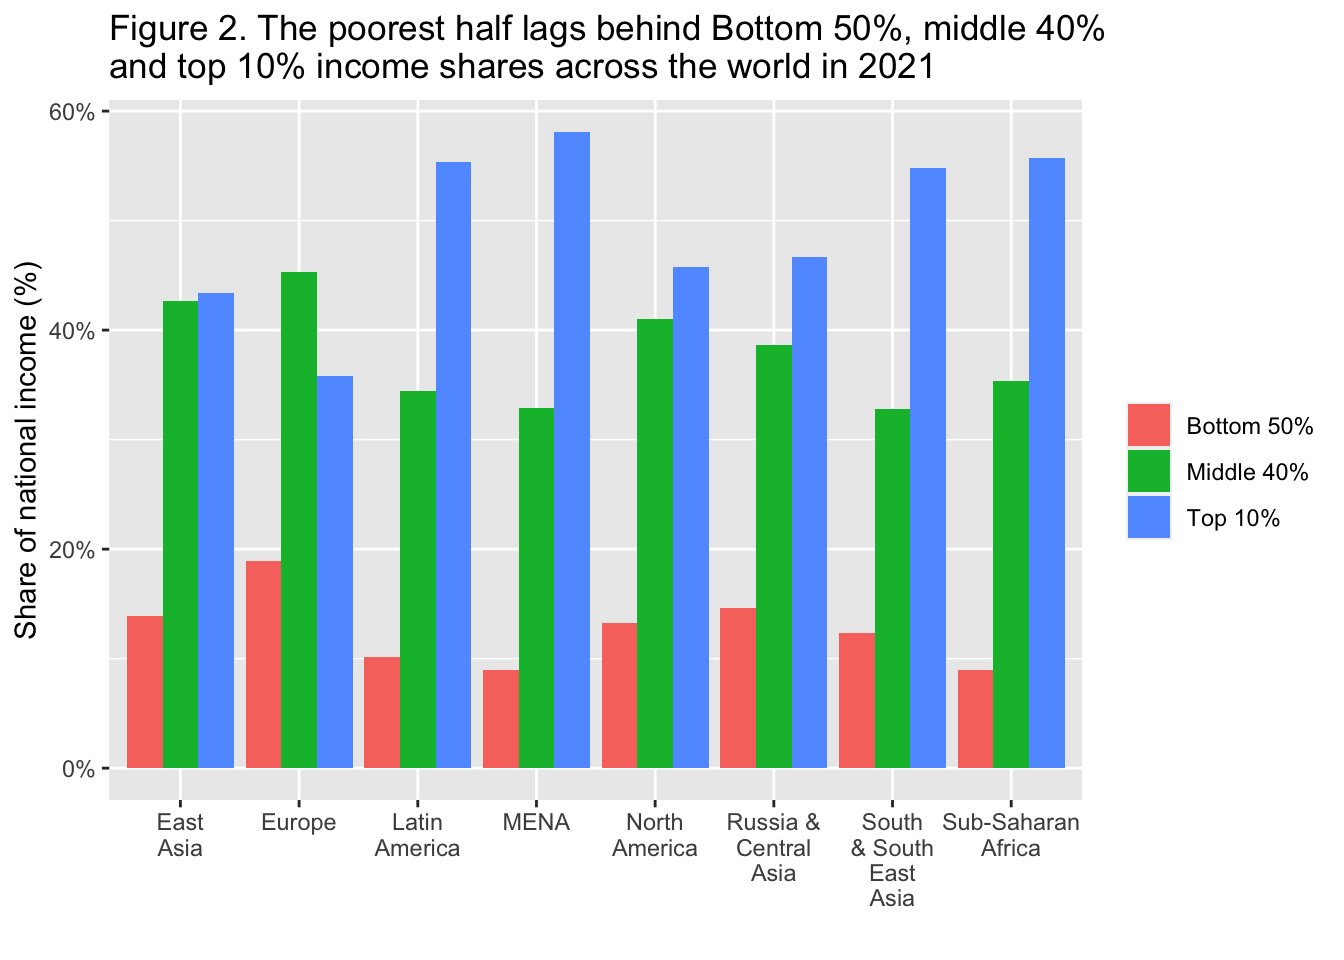 Figure 2. The poorest half lags behind Bottom 50%, middle 40%
and top 10% income shares across the world in 2021
Share of national income (%)
60%
40%
20%
0%
East
Asia
Europe
Latin
America
MENA
North
America
Russia &
Central
Asia
South
& South
East
Asia
Sub-Saharan
Africa
Bottom 50%
Middle 40%
Top 10%